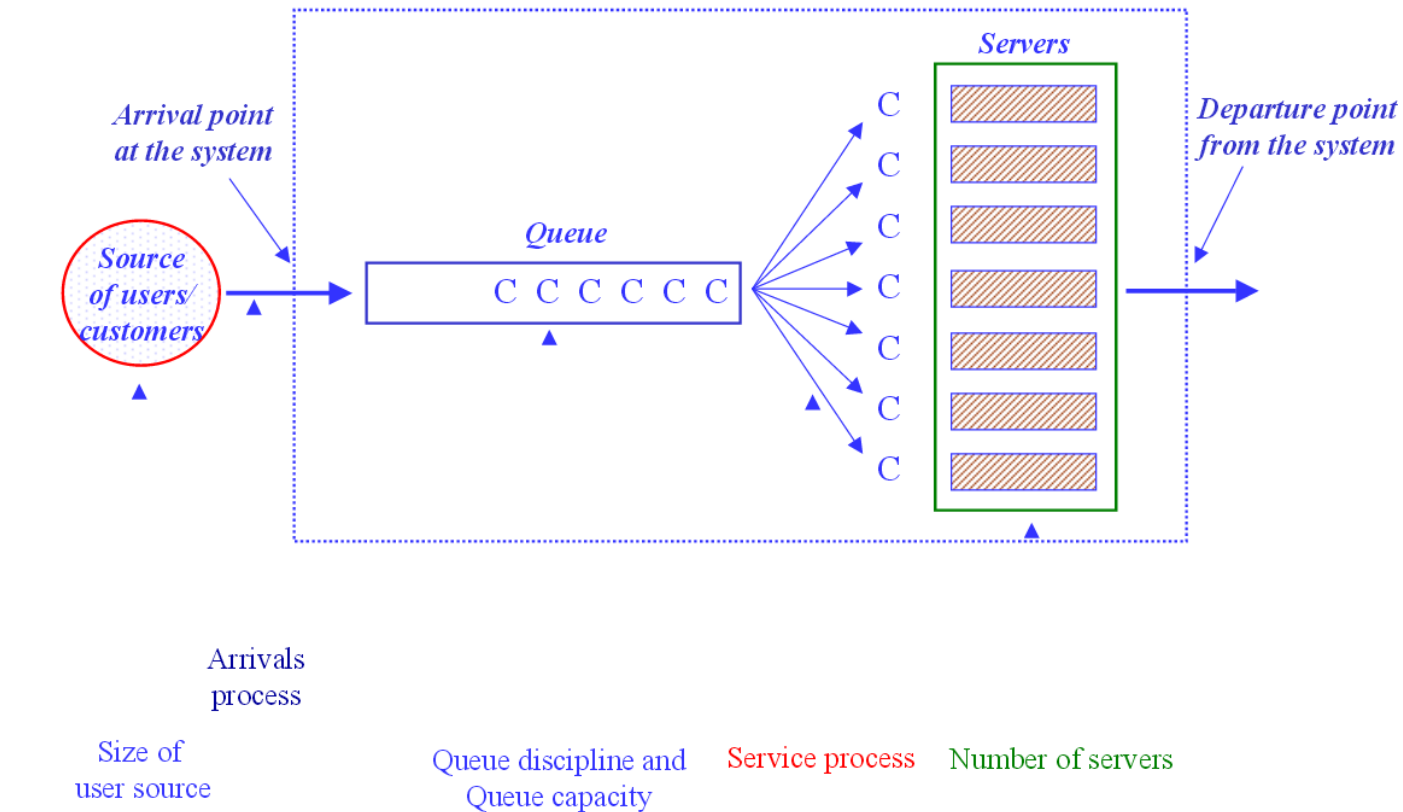 Servers
Arrival point
at the system
Departure point
from the system
C
C
C
C
C
C
C
Queue
C C C C C C
Source
of users/
customers
Arrivals
process
Size of
user source
Queue discipline and
Queue capacity
Service process
Number of servers